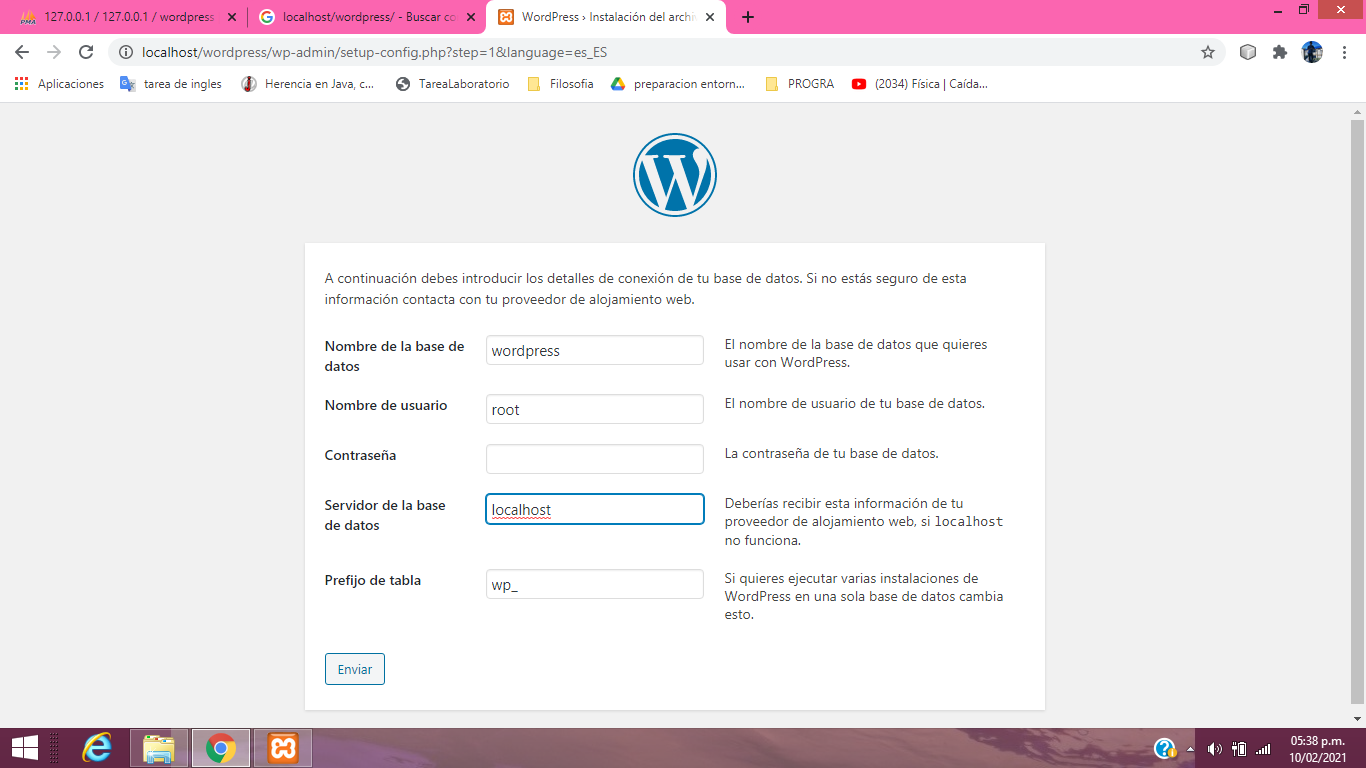 127.0.0.1 / 127.0.0.1 / wordpress
localhost/wordpress/ - Buscar co
WordPress › Instalación del archi
localhost/wordpress/wp-admin/setup-config.php?step=1&language=es_ES
Aplicaciones
tarea de ingles
Herencia en Java, c...
TareaLaboratorio
Filosofia
preparacion entorn...
PROGRA
(2034) Física | Caída...
A continuación debes introducir los detalles de conexión de tu base de datos. Si no estás seguro de esta
información contacta con tu proveedor de alojamiento web.
Nombre de la base de
datos
wordpress
El nombre de la base de datos que quieres
usar con WordPress.
Nombre de usuario
root
El nombre de usuario de tu base de datos.
Contraseña
La contraseña de tu base de datos.
Servidor de la base
de datos
localhost
Deberías recibir esta información de tu
proveedor de alojamiento web, si localhost
no funciona.
Prefijo de tabla
wp_
Si quieres ejecutar varias instalaciones de
WordPress en una sola base de datos cambia
esto.
Enviar
05:38 p.m.
10/02/2021